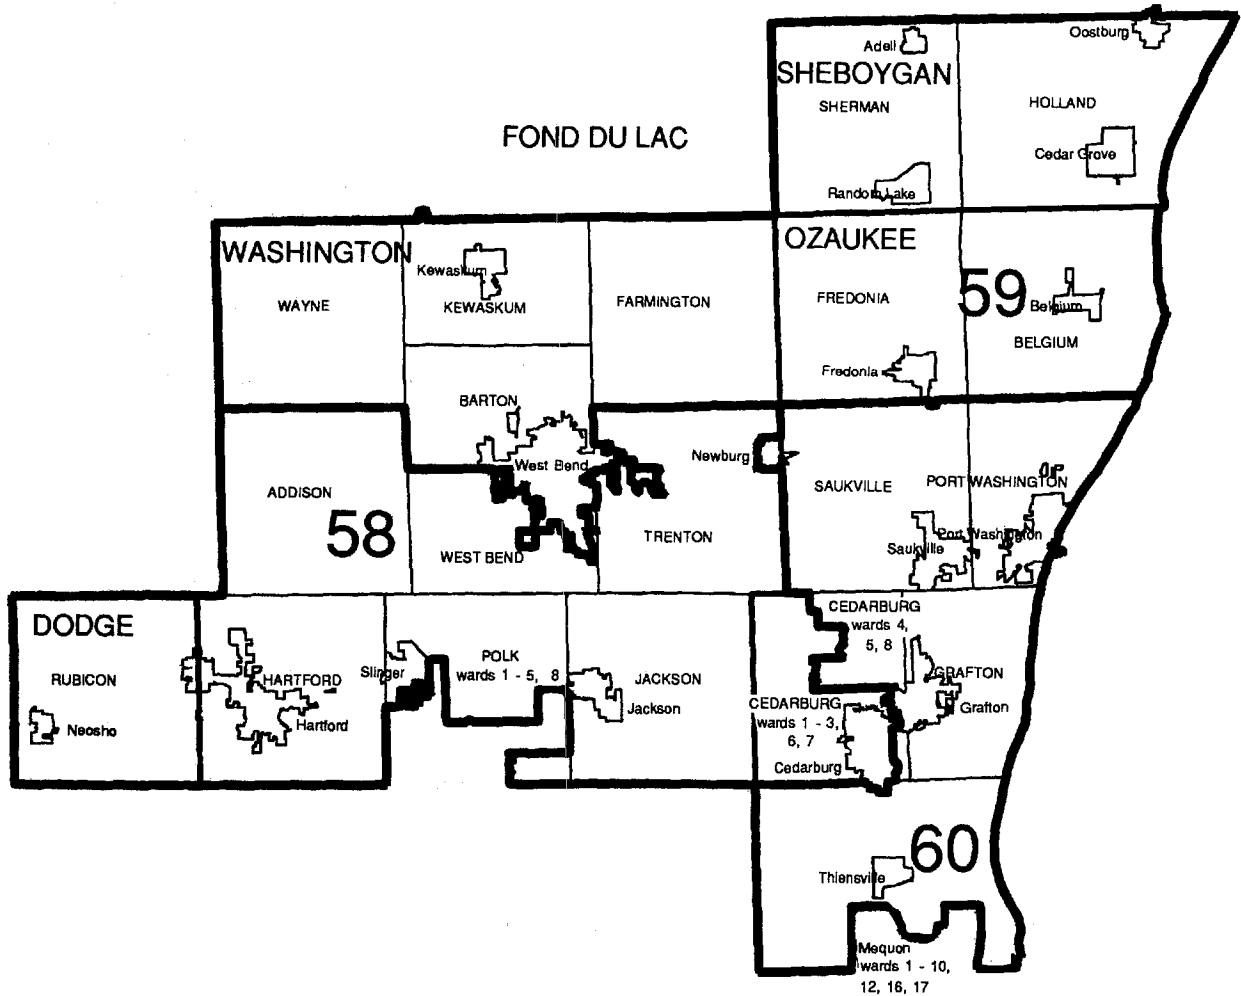 Oostburg
Adell
SHEBOYGAN
SHERMAN
HOLLAND
FOND DU LAC
Cedar Grove
Random Lake
WASHINGTON
OZAUKEE
Kewaskum
59
WAYNE
KEWASKUM
FARMINGTON
FREDONIA
Belgium
BELGIUM
Fredonia
BARTON
West Bend
Newburg
ADDISON
SAUKVILLE
PORT WASHINGTON
58
WEST BEND
TRENTON
Saukville
Port Washington
DODGE
CEDARBURG
wards 4,
5, 8
RUBICON
HARTFORD
Slinger
POLK
wards 1 - 5, 8
JACKSON
GRAFTON
Neosho
Hartford
Jackson
CEDARBURG
wards 1 - 3,
6, 7
Grafton
Cedarburg
60
Thiensville
Mequon
wards 1 - 10,
12, 16, 17